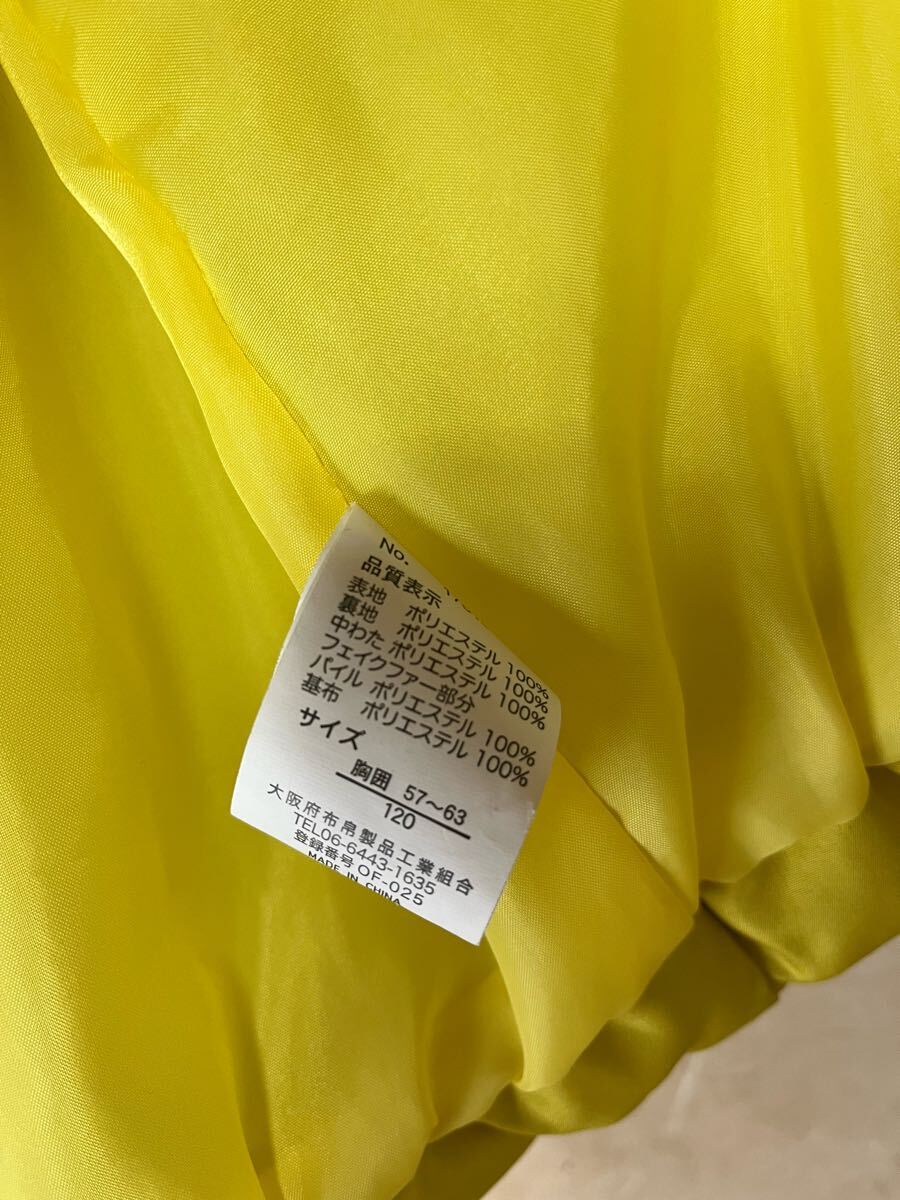 No.
品質表示
表地 ポリエステル 100%
裏地 ポリエステル 100%
中わた ポリエステル 100%
フェイクファー部分
パイル ポリエステル 100%
基布 ポリエステル 100%
サイズ
胸囲 57～63
120
大阪府布帛製品工業組合
TEL06-6443-1635
登録番号 OF-025
MADE IN CHINA